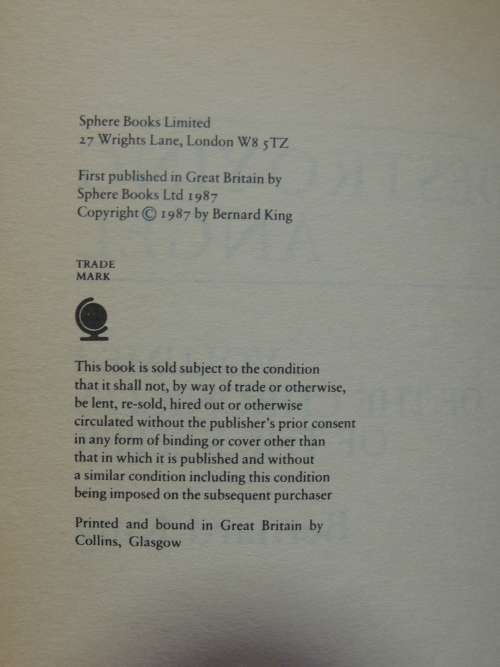 Sphere Books Limited
27 Wrights Lane, London W8 5TZ
First published in Great Britain by
Sphere Books Ltd 1987
Copyright © 1987 by Bernard King
TRADE
MARK
This book is sold subject to the condition
that it shall not, by way of trade or otherwise,
be lent, re-sold, hired out or otherwise
circulated without the publisher's prior consent
in any form of binding or cover other than
that in which it is published and without
a similar condition including this condition
being imposed on the subsequent purchaser
Printed and bound in Great Britain by
Collins, Glasgow